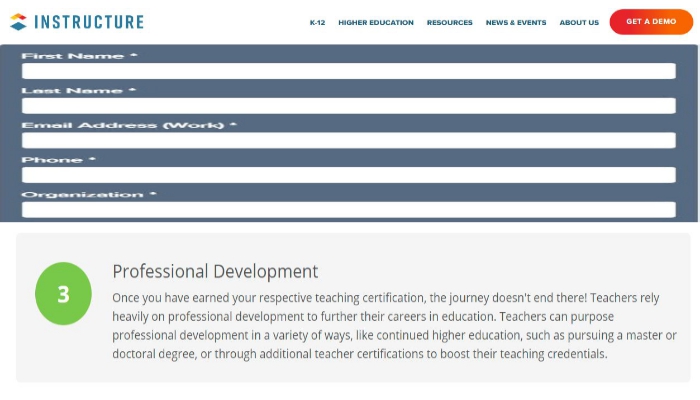 INSTRUCTURE
K-12 HIGHER EDUCATION RESOURCES NEWS & EVENTS ABOUT US GET A DEMO
First Name *
Last Name *
Email Address (Work) *
Phone *
Organization *
3
Professional Development
Once you have earned your respective teaching certification, the journey doesn't end there! Teachers rely
heavily on professional development to further their careers in education. Teachers can purpose
professional development in a variety of ways, like continued higher education, such as pursuing a master or
doctoral degree, or through additional teacher certifications to boost their teaching credentials.